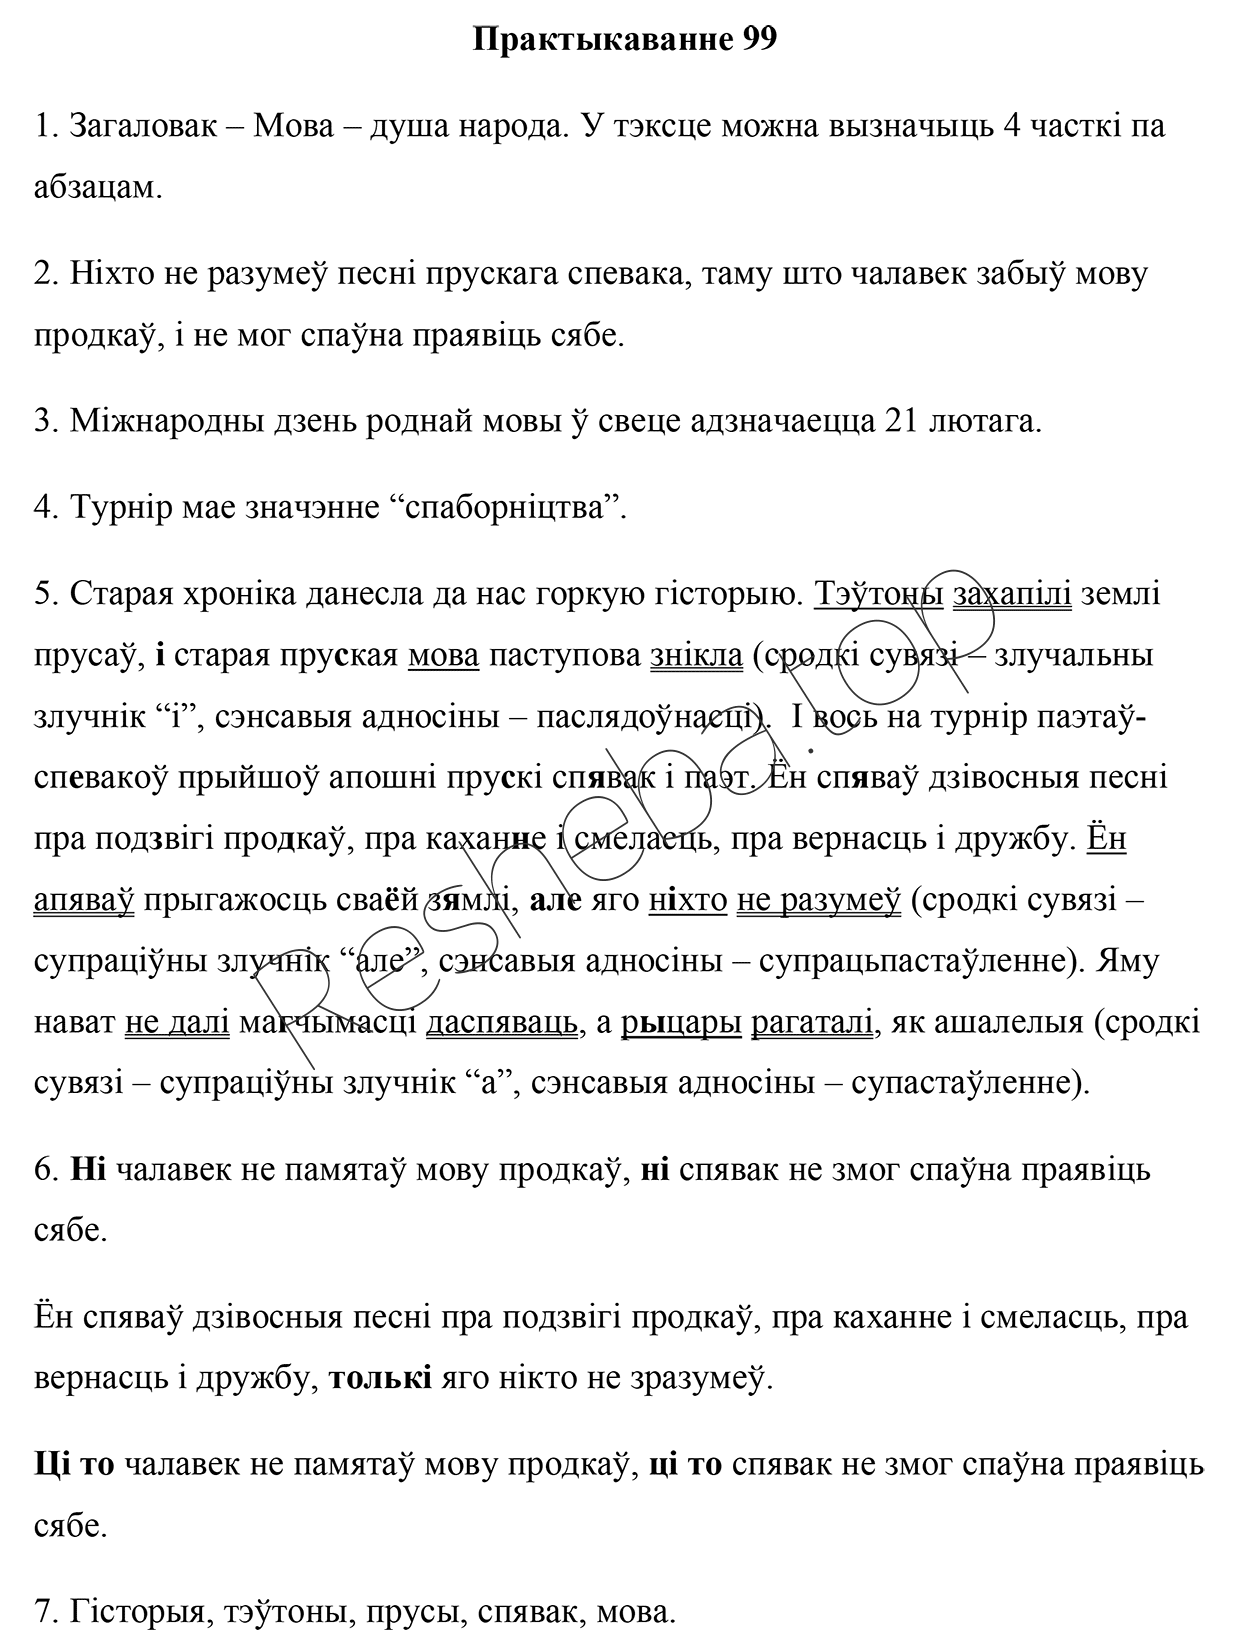 Практыкаванне 99
1. Загаловак – Мова – душа народа. У тэксце можна вызначыць 4 часткі па
абзацам.
2. Ніхто не разумеў песні прускага спевака, таму што чалавек забыў мову
продкаў, і не мог спаўна праявіць сябе.
3. Міжнародны дзень роднай мовы ў свеце адзначаецца 21 лютага.
4. Турнір мае значэнне “спаборніцтва”.
5. Старая хроніка данесла да нас горкую гісторыю. Тэўтоны захапілі землі
прусаў, і старая пруская мова паступова знікла (сродкі сувязі – злучальны
злучнік “і”, сэнсавыя адносіны – паслядоўнасці). І вось на турнір паэтаў-
спевакоў прыйшоў апошні прускі спявак і паэт. Ён спяваў дзівосныя песні
пра подзвігі продкаў, пра каханне і смеласць, пра вернасць і дружбу. Ён
апяваў прыгажосць сваёй зямлі, але яго ніхто не разумеў (сродкі сувязі –
супраціўны злучнік “але”, сэнсавыя адносіны – супрацьпастаўленне). Яму
нават не далі магчымасці даспяваць, а рыцары рагаталі, як ашалелыя (сродкі
сувязі – супраціўны злучнік “а”, сэнсавыя адносіны – супастаўленне).
6. Ні чалавек не памятаў мову продкаў, ні спявак не змог спаўна праявіць
сябе.
Ён спяваў дзівосныя песні пра подзвігі продкаў, пра каханне і смеласць, пра
вернасць і дружбу, толькі яго нікто не зразумеў.
Ці то чалавек не памятаў мову продкаў, ці то спявак не змог спаўна праявіць
сябе.
7. Гісторыя, тэўтоны, прусы, спявак, мова.
Resheba.top